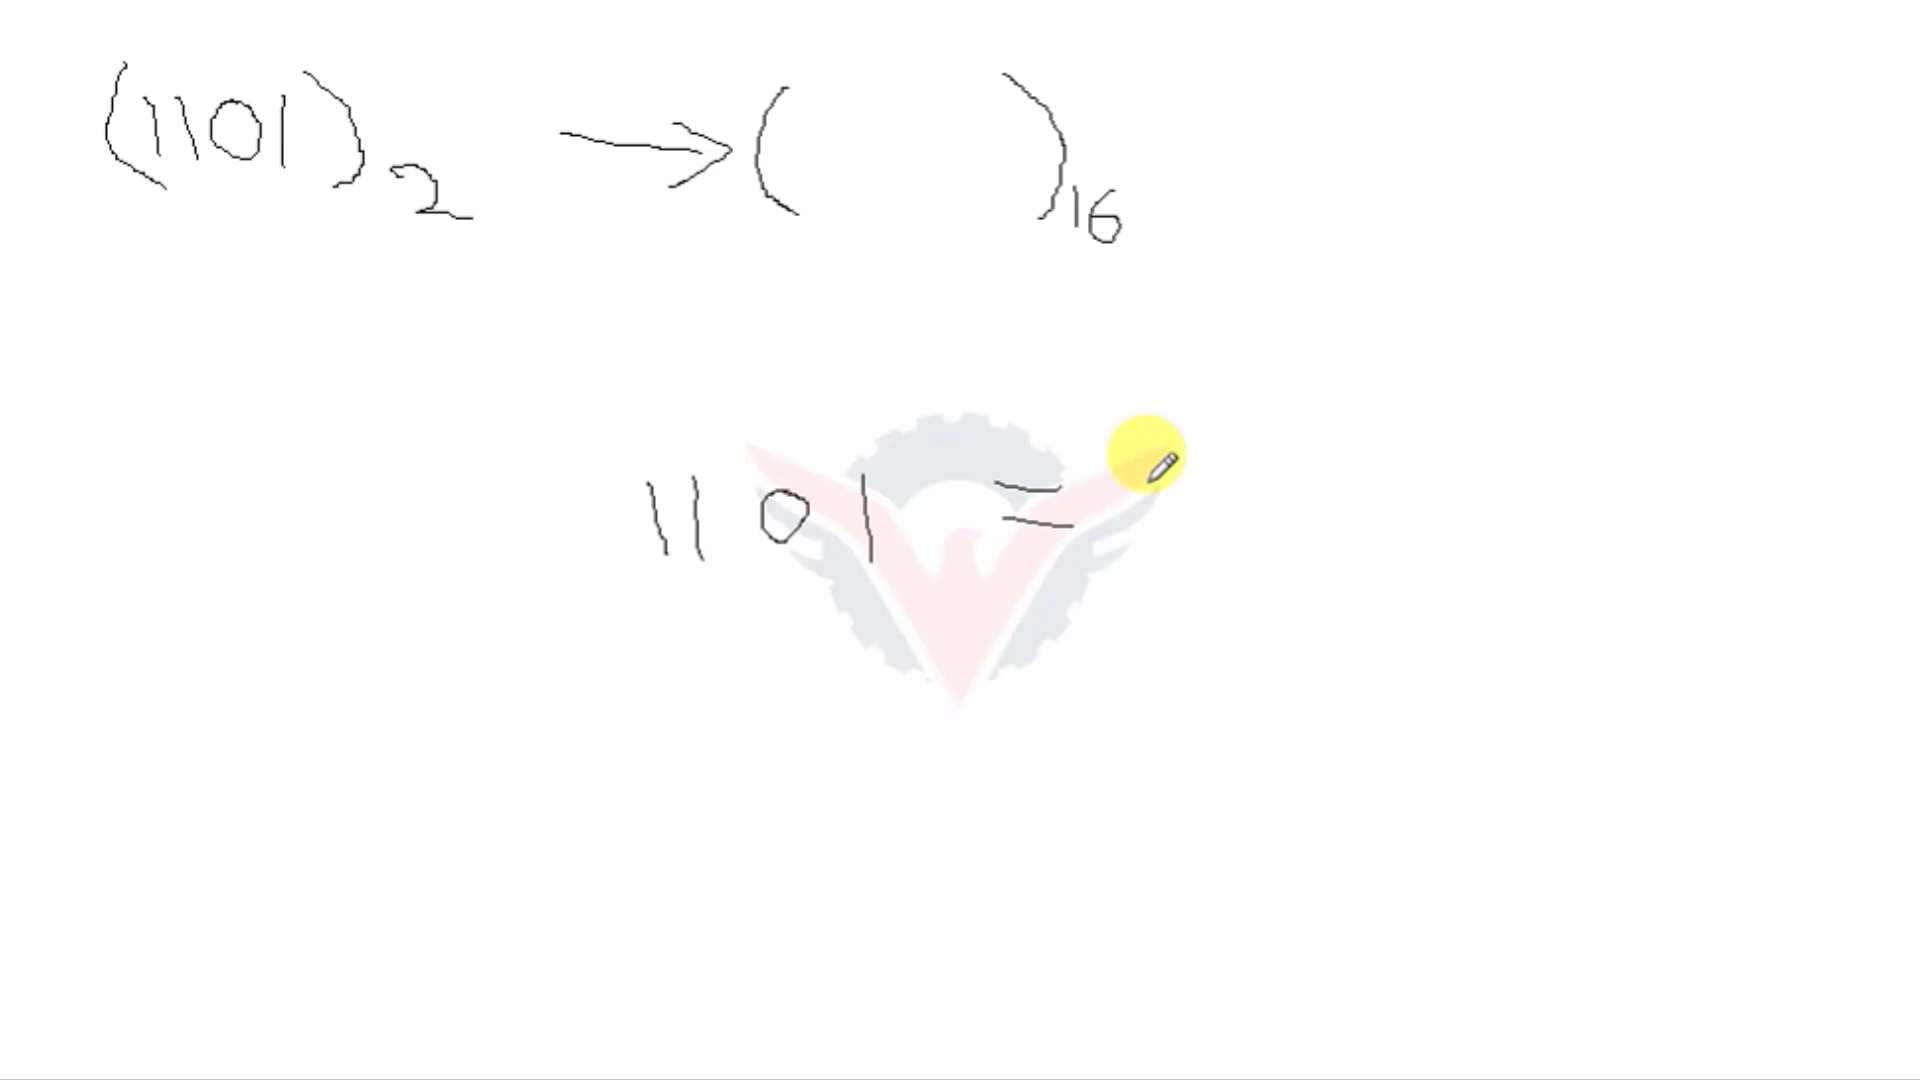 (1101)₂ → (      )₁₆
1101 =